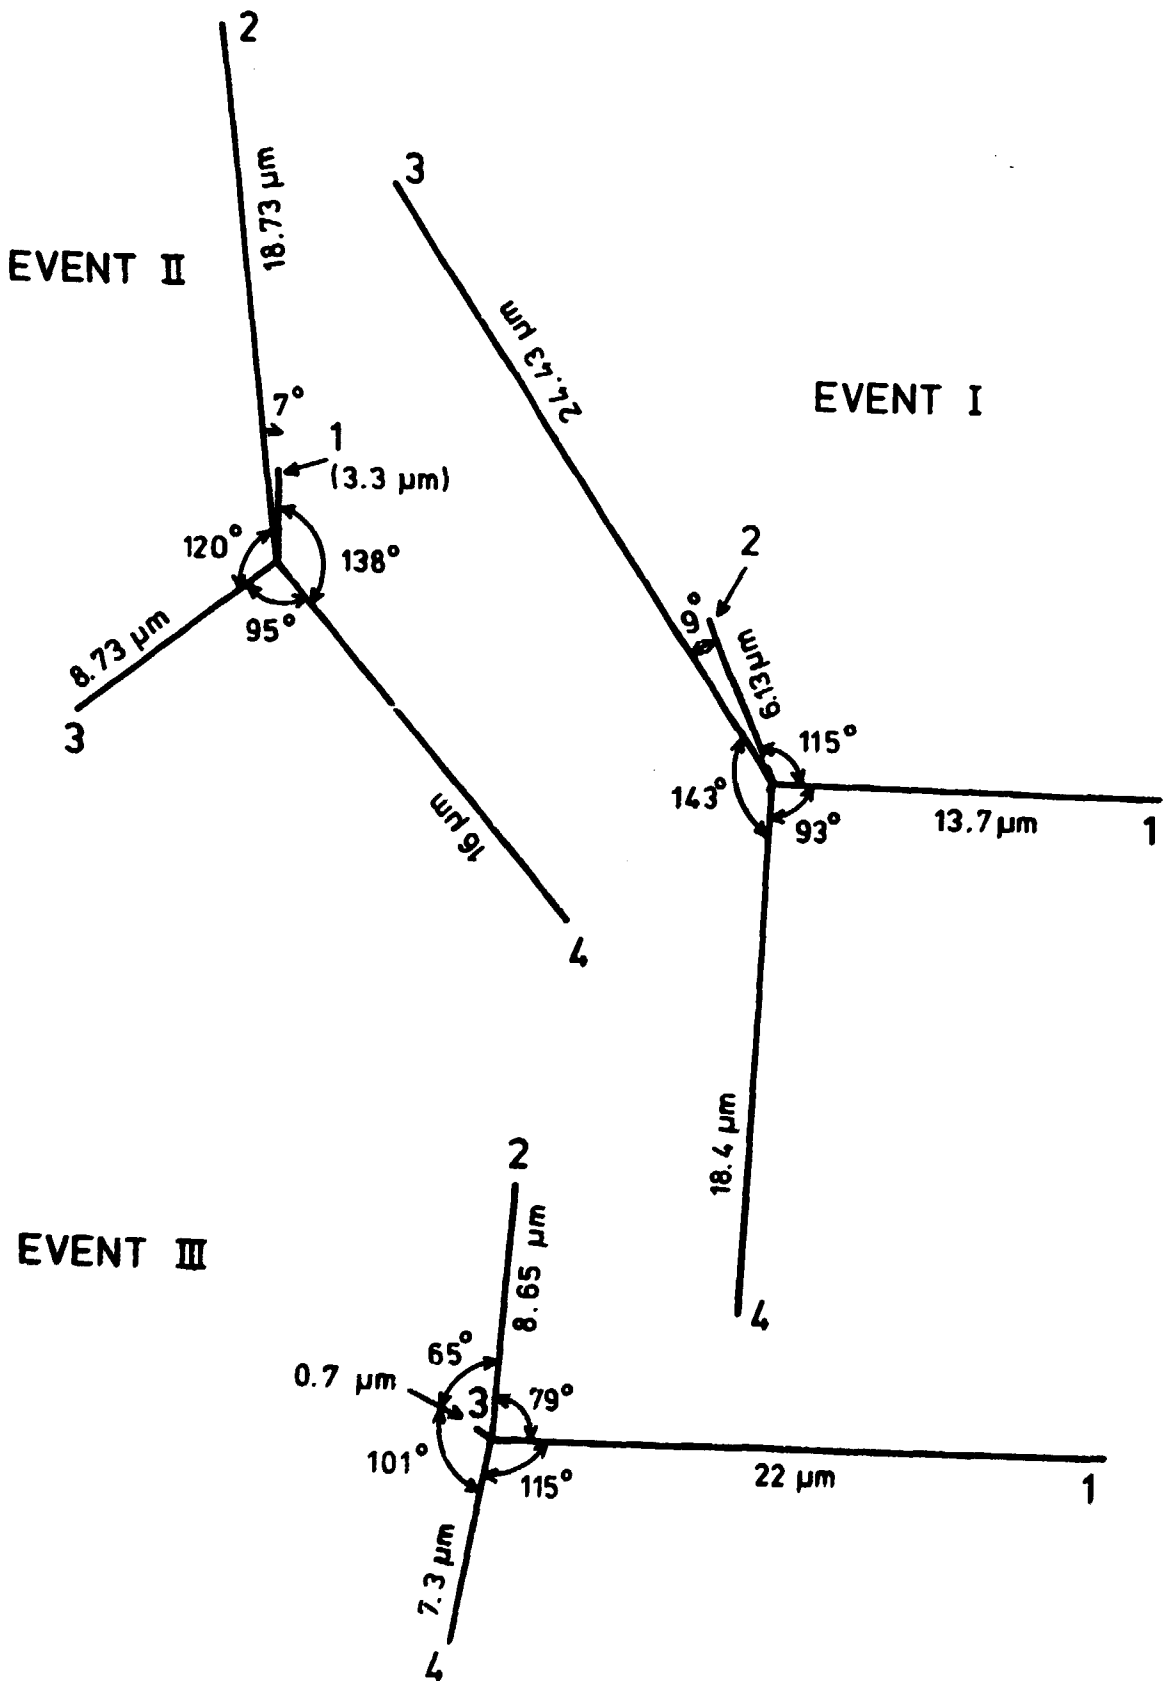 EVENT II
2
18.73 µm
7°
1
(3.3 µm)
120°
138°
95°
8.73 µm
3
16 µm
4
EVENT I
3
24.43 µm
2
9°
6.13 µm
115°
143°
93°
13.7 µm
1
18.4 µm
4
EVENT III
2
8.65 µm
65°
0.7 µm
3
79°
101°
115°
22 µm
1
7.3 µm
4